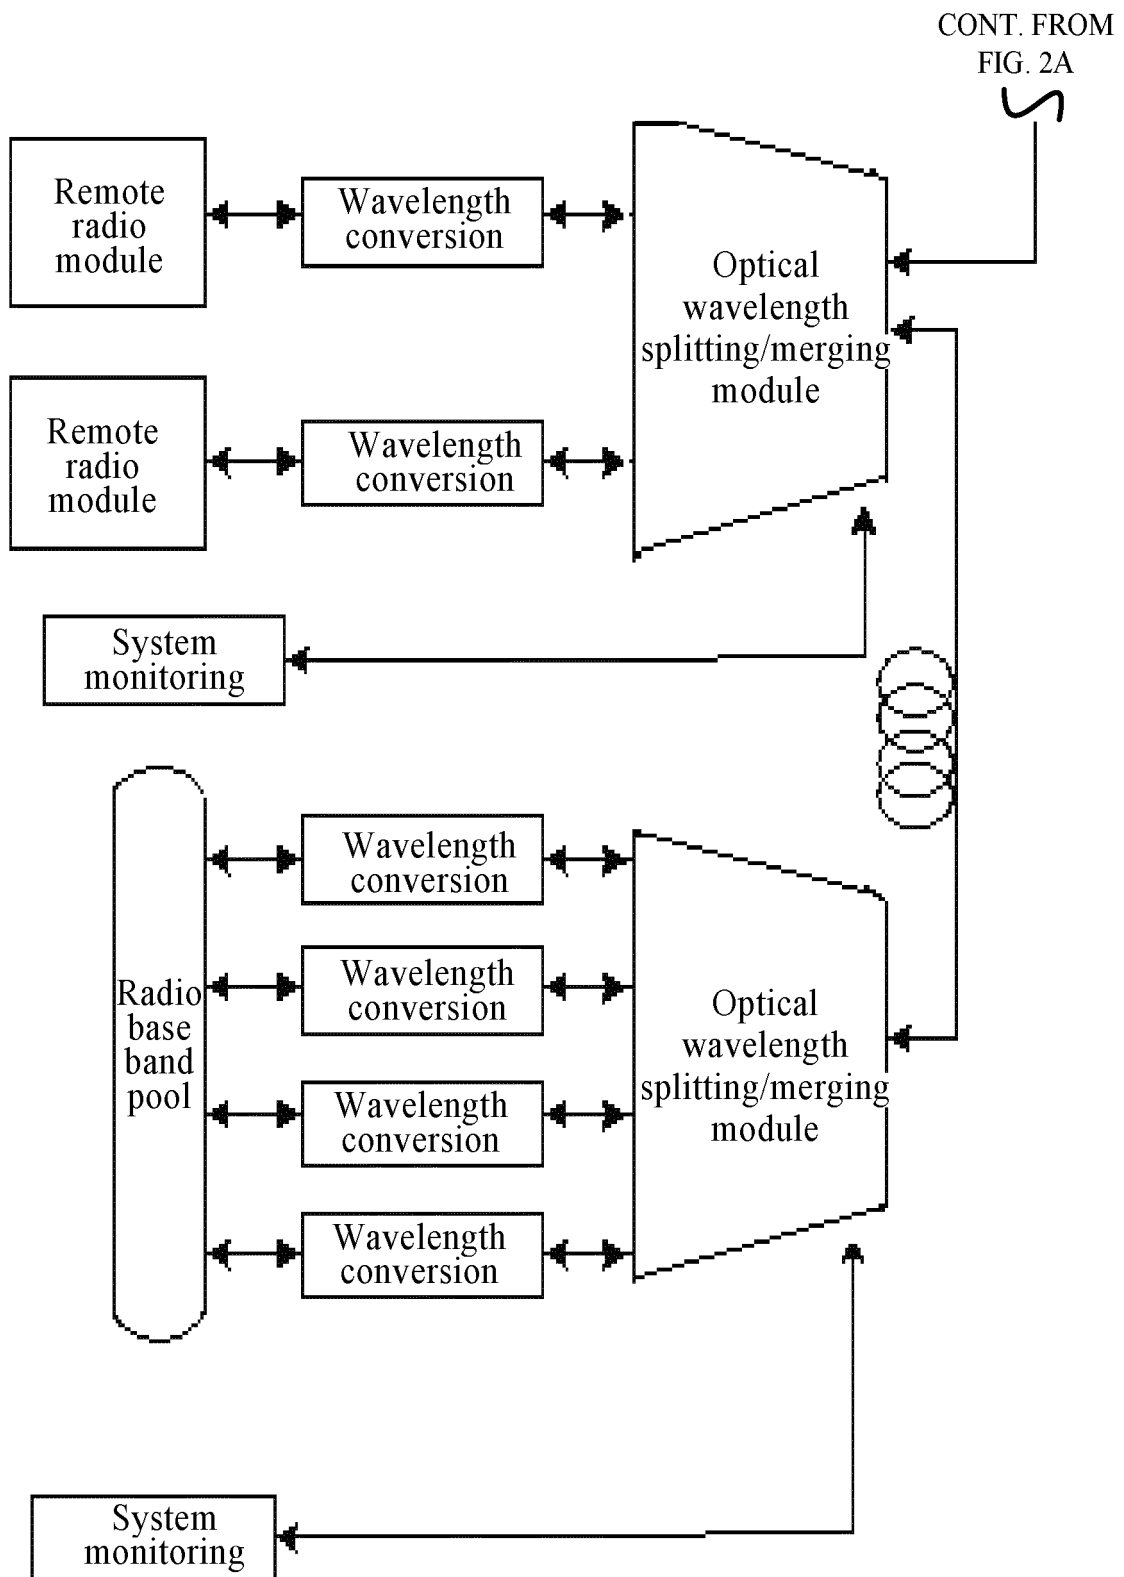 CONT. FROM
FIG. 2A
Remote
radio
module
Wavelength
conversion
Optical
wavelength
splitting/merging
module
Remote
radio
module
Wavelength
conversion
System
monitoring
Radio
base
band
pool
Wavelength
conversion
Wavelength
conversion
Wavelength
conversion
Wavelength
conversion
Optical
wavelength
splitting/merging
module
System
monitoring